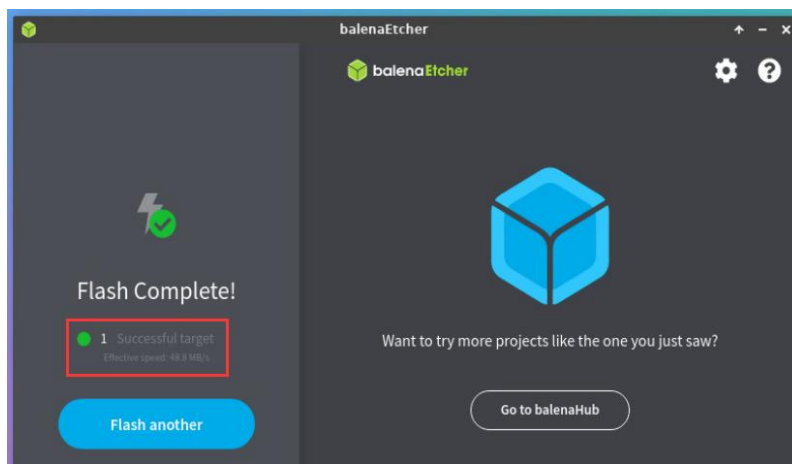 balenaEtcher
balenaEtcher
Flash Complete!
1 Successful target
Effective speed: 48.8 MB/s
Flash another
Want to try more projects like the one you just saw?
Go to balenaHub